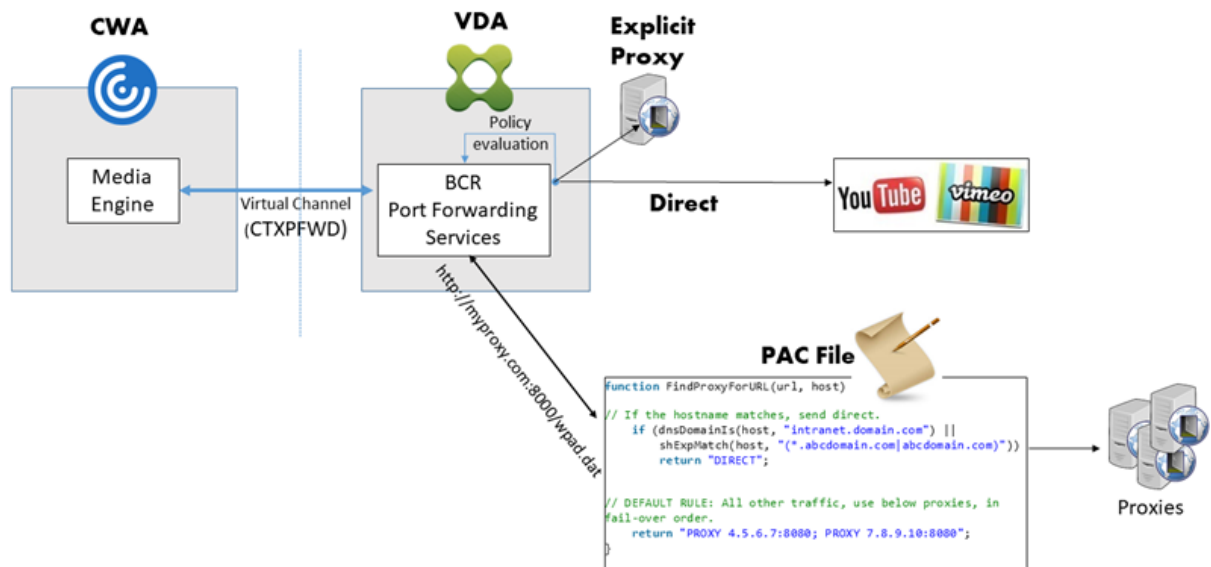 CWA
VDA
Explicit
Proxy
Policy
evaluation
Media
Engine
Virtual Channel
(CTXPFWD)
BCR
Port Forwarding
Services
Direct
YouTube
vimeo
http://myproxy.com:8000/wpad.dat
PAC File
function FindProxyForURL(url, host)
// If the hostname matches, send direct.
if (dnsDomainIs(host, "intranet.domain.com") ||
shExpMatch(host, "(*.abcdomain.com|abcdomain.com)"))
return "DIRECT";
// DEFAULT RULE: All other traffic, use below proxies, in
fail-over order.
return "PROXY 4.5.6.7:8080; PROXY 7.8.9.10:8080";
}
Proxies